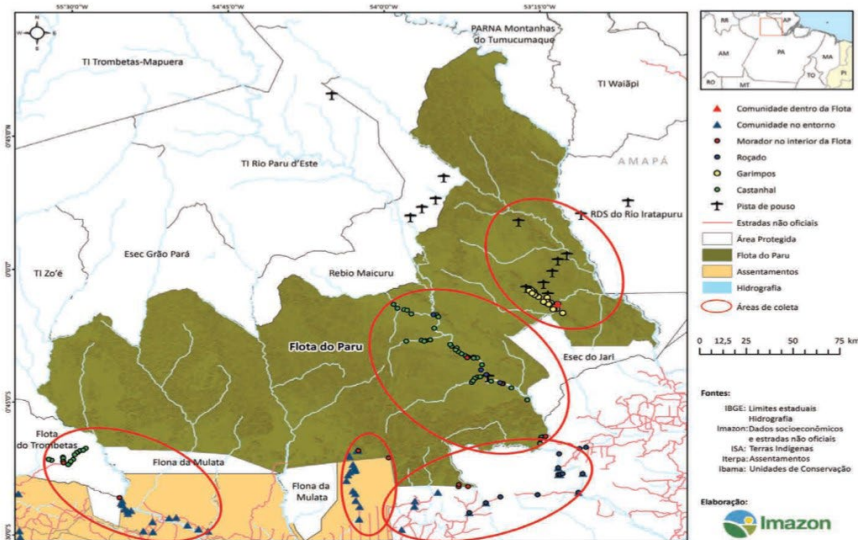 55°30'0"O
54°45'0"O
54°0'0"O
53°15'0"O
N
PARNA Montanhas
do Tumucumaque
TI Trombetas-Mapuera
TI Waiãpi
TI Rio Paru d'Este
AMAPÁ
RDS do Rio Iratapuru
Esec Grão Pará
TI Zo'é
Rebio Maicuru
Flota do Paru
Esec do Jari
Flota
do Trombetas
Flona da Mulata
Flona da
Mulata
0°0'0"
RR
AP
AM
PA
MA
TO
PI
RO
MT
Comunidade dentro da Flota
Comunidade no entorno
Morador no interior da Flota
Roçado
Garimpos
Castanhal
Pista de pouso
Estradas não oficiais
Área Protegida
Flota do Paru
Assentamentos
Hidrografia
Áreas de coleta
0 12,5 25 50 75 km
Fontes:
IBGE: Limites estaduais
Hidrografia
Imazon: Dados socioeconômicos
e estradas não oficiais
ISA: Terras Indígenas
Iterpa: Assentamentos
Ibama: Unidades de Conservação
Elaboração:
Imazon